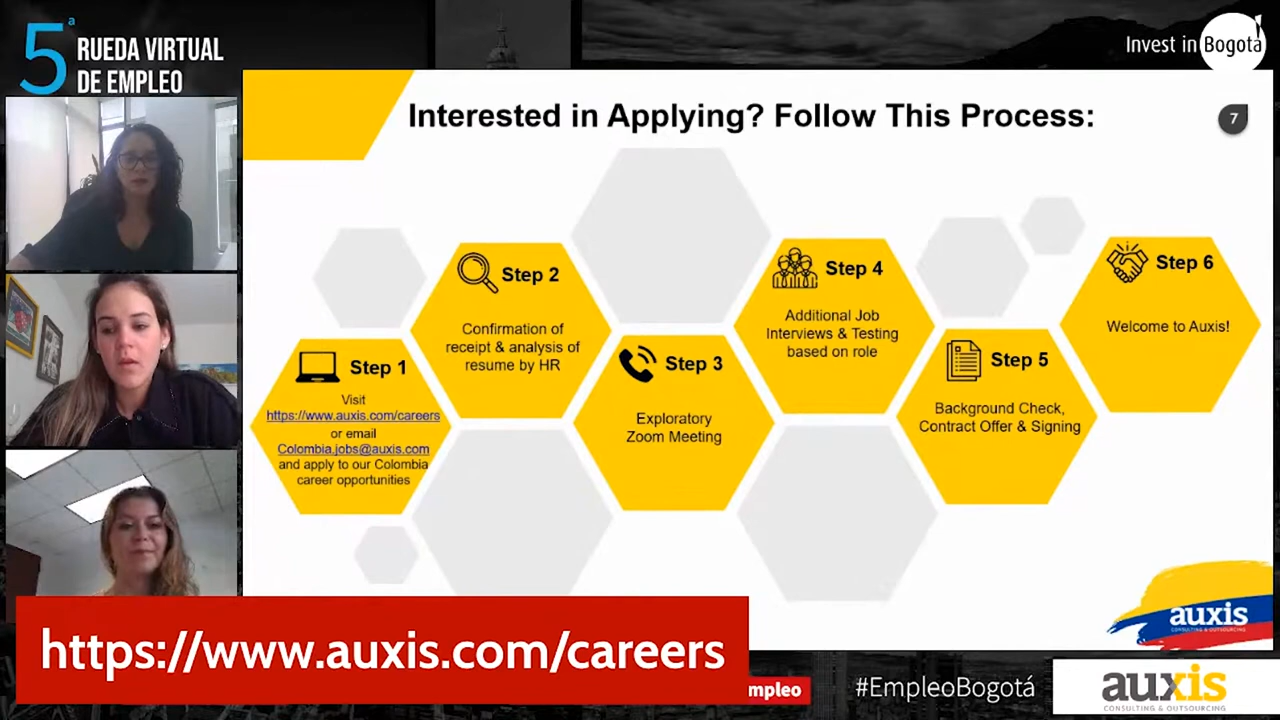 5ª RUEDA VIRTUAL
DE EMPLEO
Invest in Bogotá
Interested in Applying? Follow This Process:
7
Step 1
Visit
https://www.auxis.com/careers
or email
Colombia.jobs@auxis.com
and apply to our Colombia
career opportunities
Step 2
Confirmation of
receipt & analysis of
resume by HR
Step 3
Exploratory
Zoom Meeting
Step 4
Additional Job
Interviews & Testing
based on role
Step 5
Background Check,
Contract Offer & Signing
Step 6
Welcome to Auxis!
auxis
CONSULTING & OUTSOURCING
https://www.auxis.com/careers
mpleo
#EmpleoBogotá
auxis
CONSULTING & OUTSOURCING